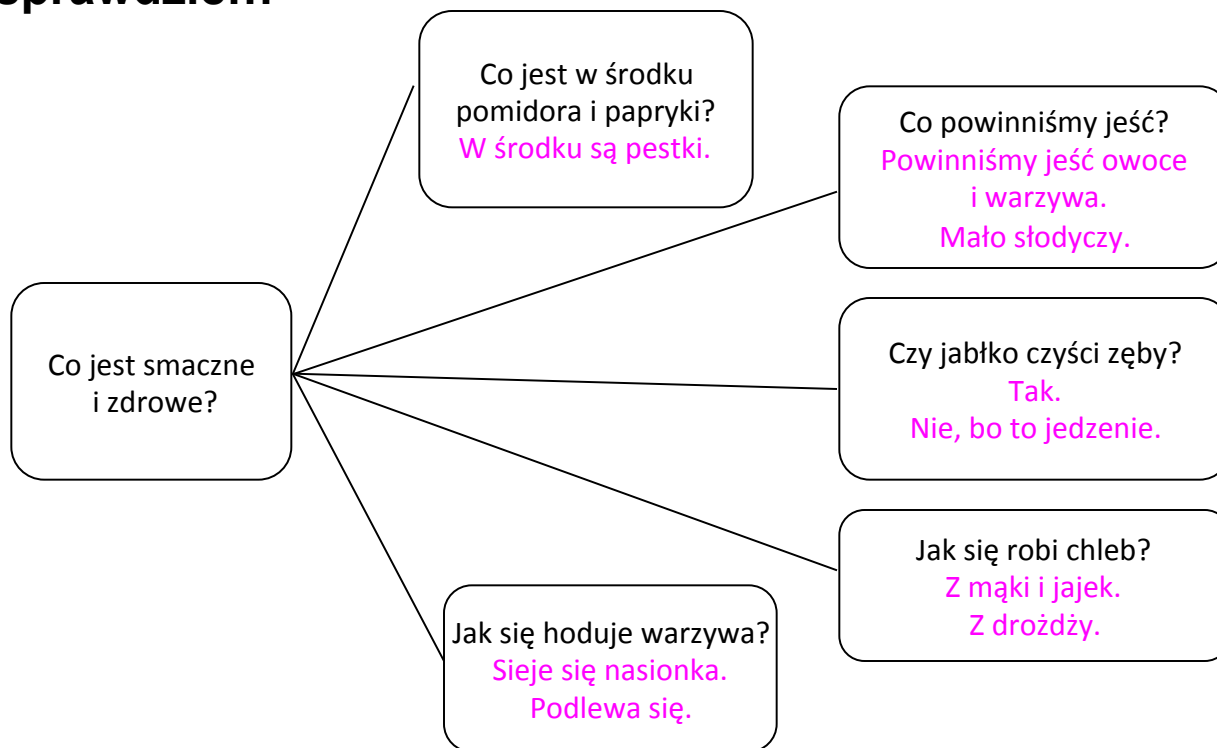 Co jest w środku
pomidora i papryki?
W środku są pestki.
Co powinniśmy jeść?
Powinniśmy jeść owoce
i warzywa.
Mało słodyczy.
Co jest smaczne
i zdrowe?
Czy jabłko czyści zęby?
Tak.
Nie, bo to jedzenie.
Jak się robi chleb?
Z mąki i jajek.
Z drożdży.
Jak się hoduje warzywa?
Sieje się nasionka.
Podlewa się.